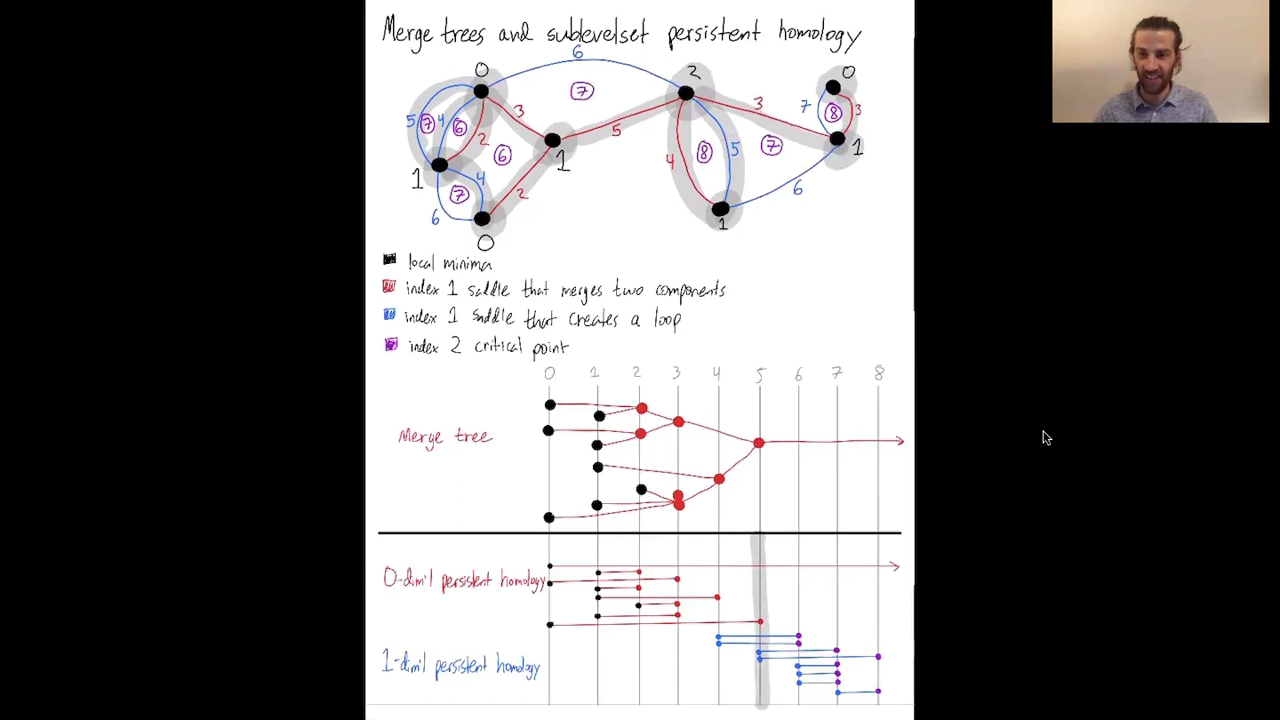 Merge trees and sublevelset persistent homology
6
0 2 0
7
5 7 4 6 3 3 7 8 3
2 5
6 1 4 8 5 7 1
1 4
7 2 6
6 1
0
local minima
index 1 saddle that merges two components
index 1 saddle that creates a loop
index 2 critical point
0 1 2 3 4 5 6 7 8
Merge tree
0-dim'l persistent homology
1-dim'l persistent homology